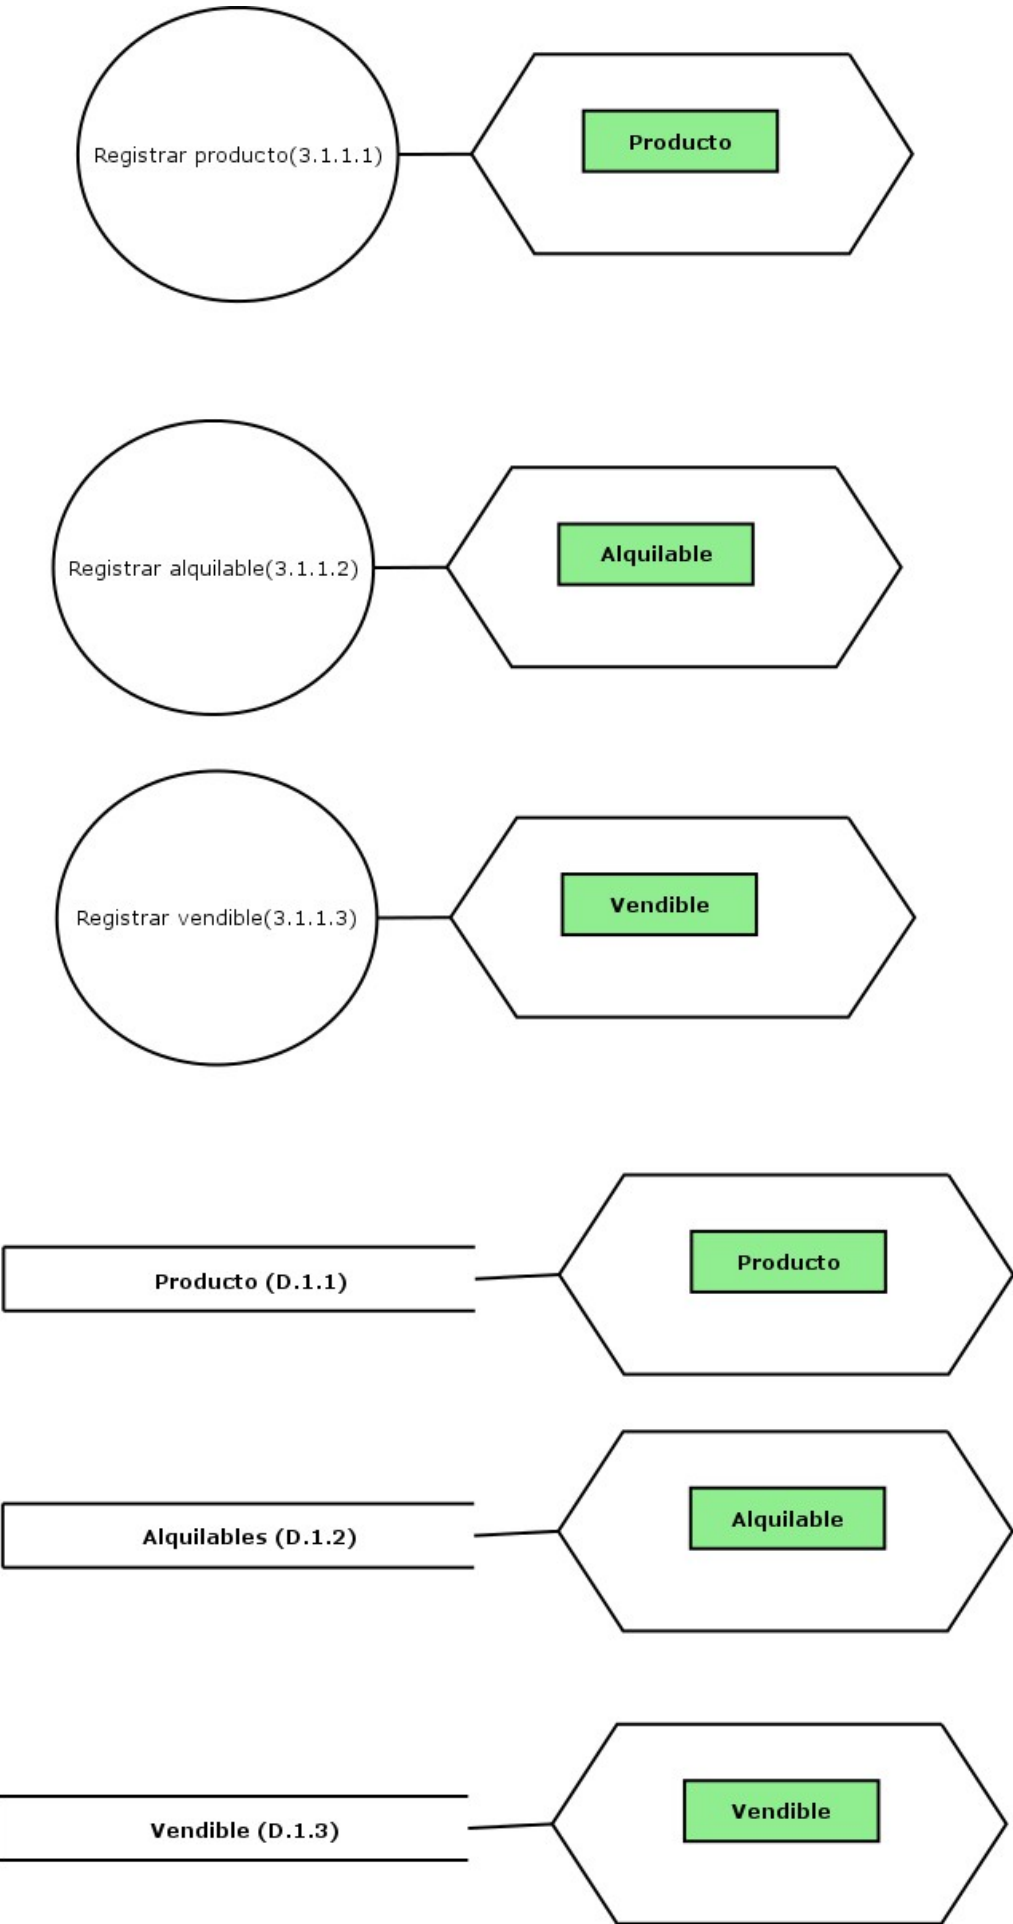 Registrar producto(3.1.1.1)
Producto
Registrar alquilable(3.1.1.2)
Alquilable
Registrar vendible(3.1.1.3)
Vendible
Producto (D.1.1)
Producto
Alquilables (D.1.2)
Alquilable
Vendible (D.1.3)
Vendible